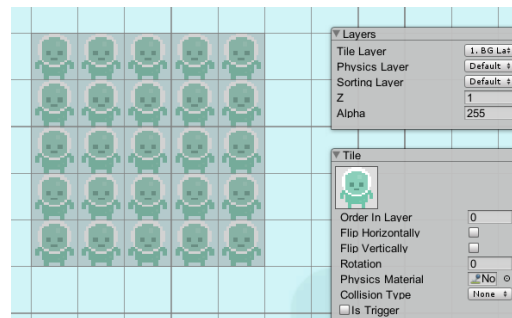 Layers
Tile Layer 1. BG La
Physics Layer Default
Sorting Layer Default
Z 1
Alpha 255
Tile
Order In Layer 0
Flip Horizontally
Flip Vertically
Rotation 0
Physics Material No
Collision Type None
Is Trigger